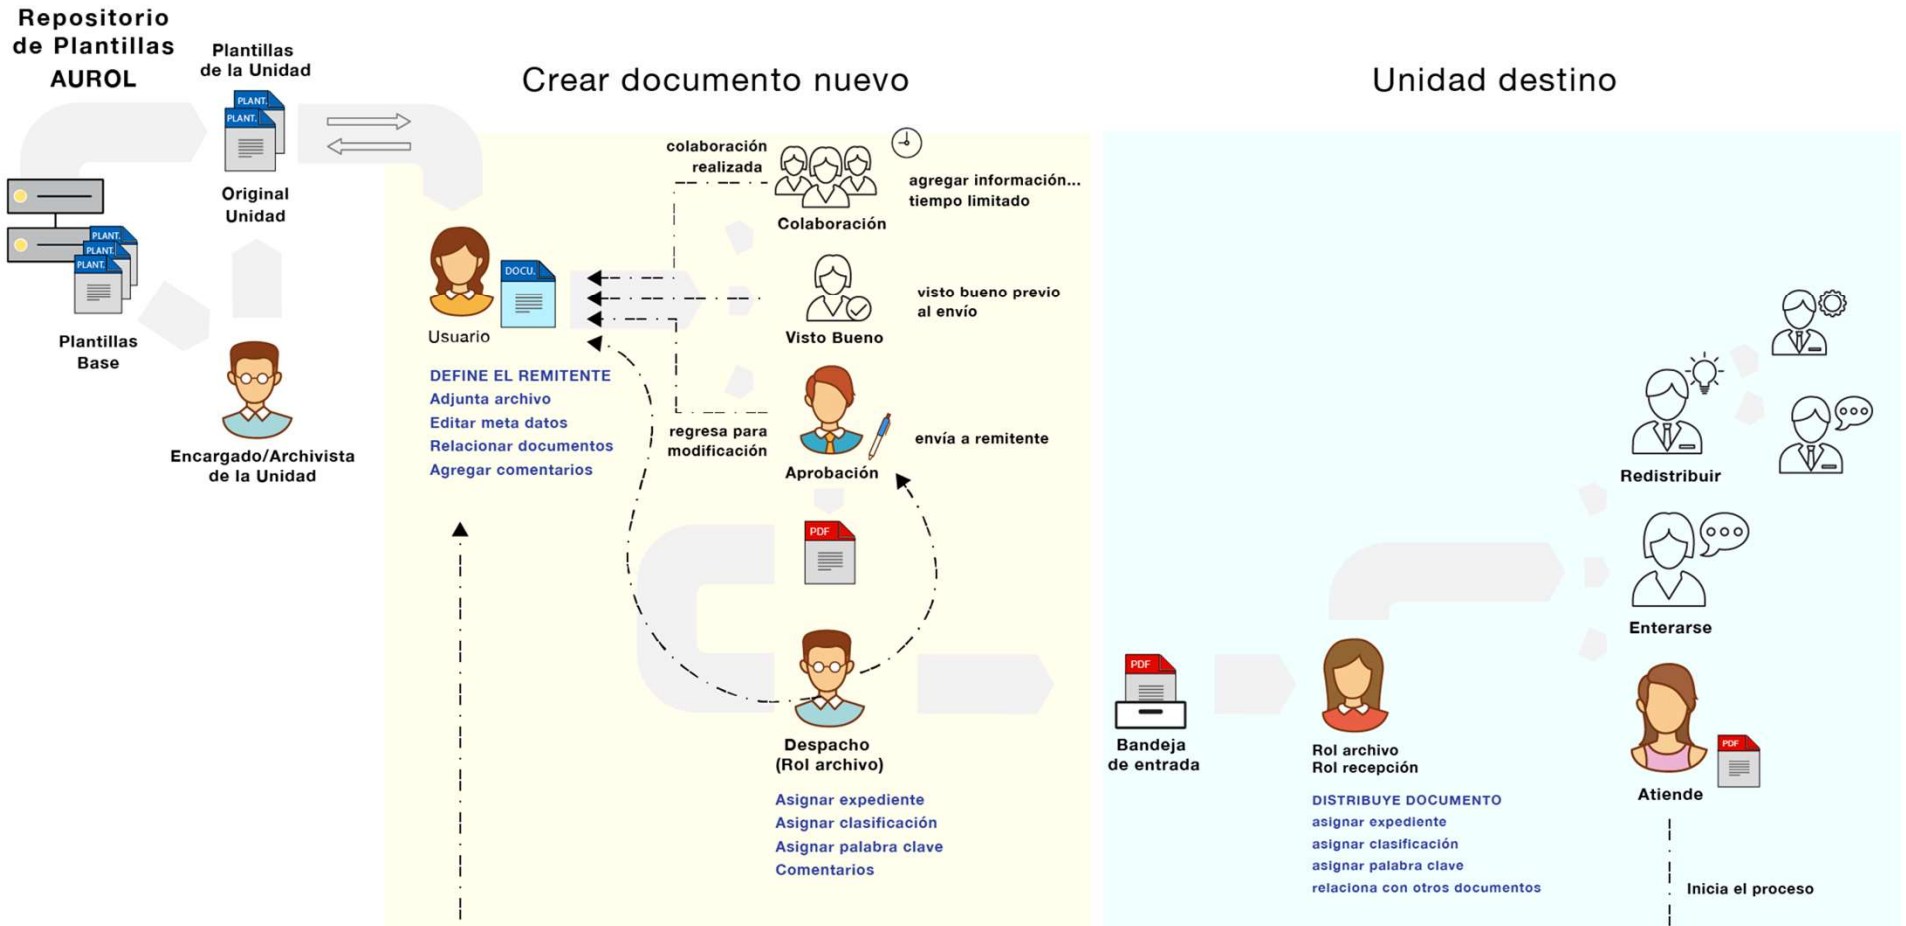 Repositorio
de Plantillas
AUROL
Plantillas
de la Unidad
PLANT.
PLANT.
Original
Unidad
PLANT.
PLANT.
PLANT.
Plantillas
Base
Encargado/Archivista
de la Unidad
Crear documento nuevo
colaboración
realizada
Colaboración
agregar información...
tiempo limitado
DOCU.
Usuario
DEFINE EL REMITENTE
Adjunta archivo
Editar meta datos
Relacionar documentos
Agregar comentarios
Visto Bueno
visto bueno previo
al envío
regresa para
modificación
Aprobación
envía a remitente
PDF
Despacho
(Rol archivo)
Asignar expediente
Asignar clasificación
Asignar palabra clave
Comentarios
Unidad destino
PDF
Bandeja
de entrada
Rol archivo
Rol recepción
DISTRIBUYE DOCUMENTO
asignar expediente
asignar clasificación
asignar palabra clave
relaciona con otros documentos
Redistribuir
Enterarse
PDF
Atiende
Inicia el proceso